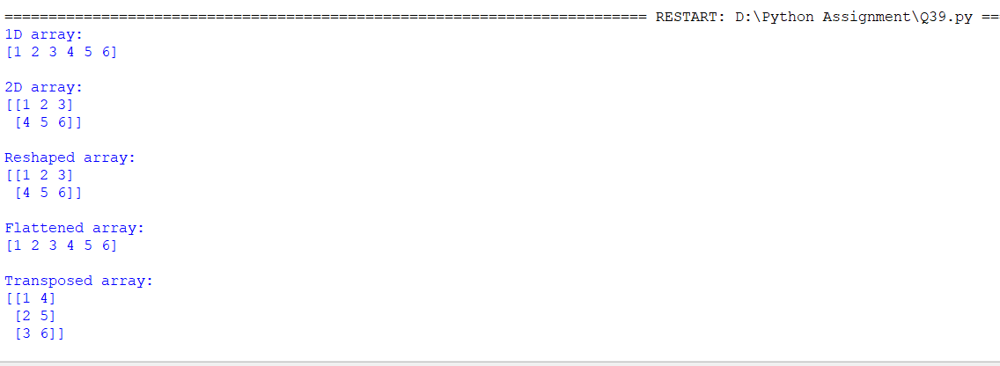 ========================================================================= RESTART: D:\Python Assignment\Q39.py ==
1D array:
[1 2 3 4 5 6]
2D array:
[[1 2 3]
 [4 5 6]]
Reshaped array:
[[1 2 3]
 [4 5 6]]
Flattened array:
[1 2 3 4 5 6]
Transposed array:
[[1 4]
 [2 5]
 [3 6]]